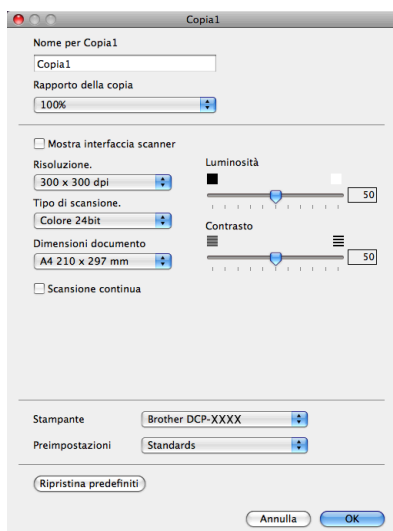 Copia1
Nome per Copia1
Copia1
Rapporto della copia
100%
Mostra interfaccia scanner
Risoluzione.
300 x 300 dpi
Tipo di scansione.
Colore 24bit
Dimensioni documento
A4 210 x 297 mm
Scansione continua
Luminosità
50
Contrasto
50
Stampante
Brother DCP-XXXX
Preimpostazioni
Standards
Ripristina predefiniti
Annulla
OK